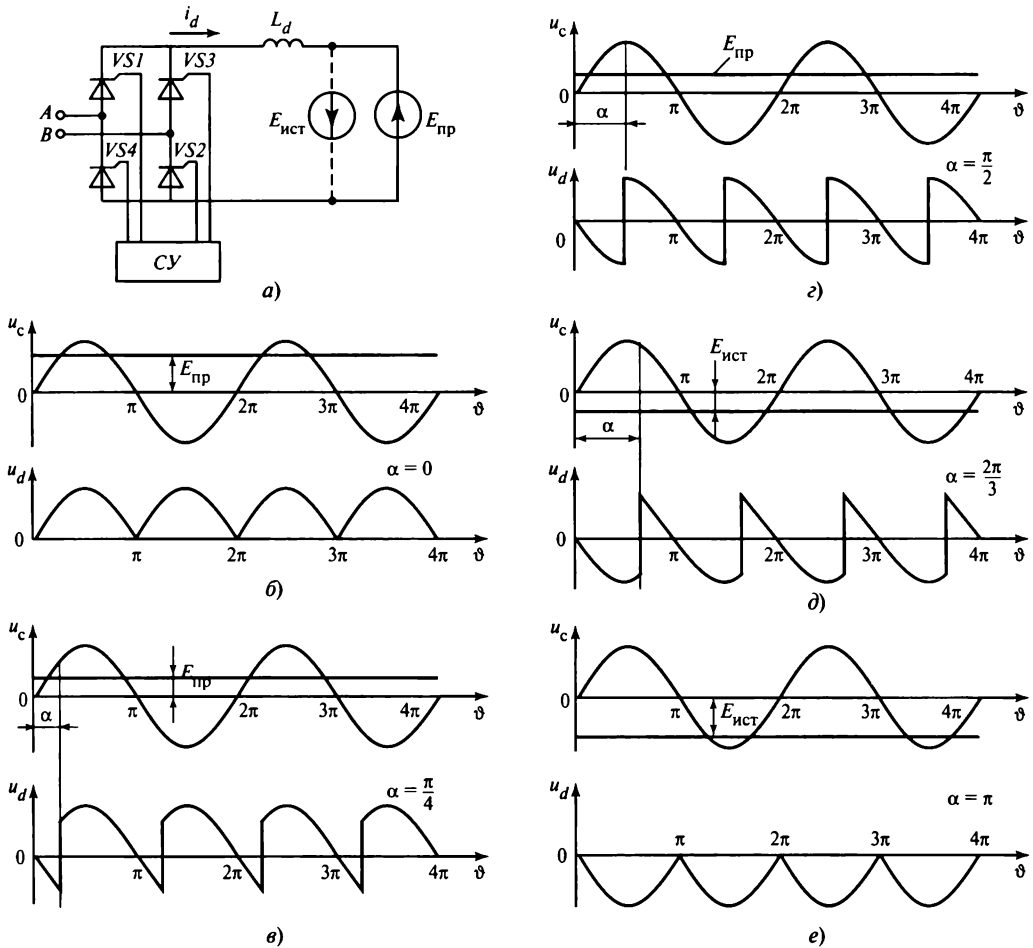 i_d
L_d
VS1
VS3
A
B
E_ист
E_пр
VS4
VS2
СУ
а)
u_c
E_пр
0
π
2π
3π
4π
ϑ
u_d
α = 0
0
π
2π
3π
4π
ϑ
б)
u_c
E_пр
0
α
π
2π
3π
4π
ϑ
u_d
α = π/4
0
π
2π
3π
4π
ϑ
в)
u_c
E_пр
0
α
π
2π
3π
4π
ϑ
u_d
α = π/2
0
π
2π
3π
4π
ϑ
г)
u_c
E_ист
0
π
2π
3π
4π
ϑ
α
u_d
α = 2π/3
0
π
2π
3π
4π
ϑ
д)
u_c
0
π
E_ист
2π
3π
4π
ϑ
u_d
α = π
0
π
2π
3π
4π
ϑ
е)